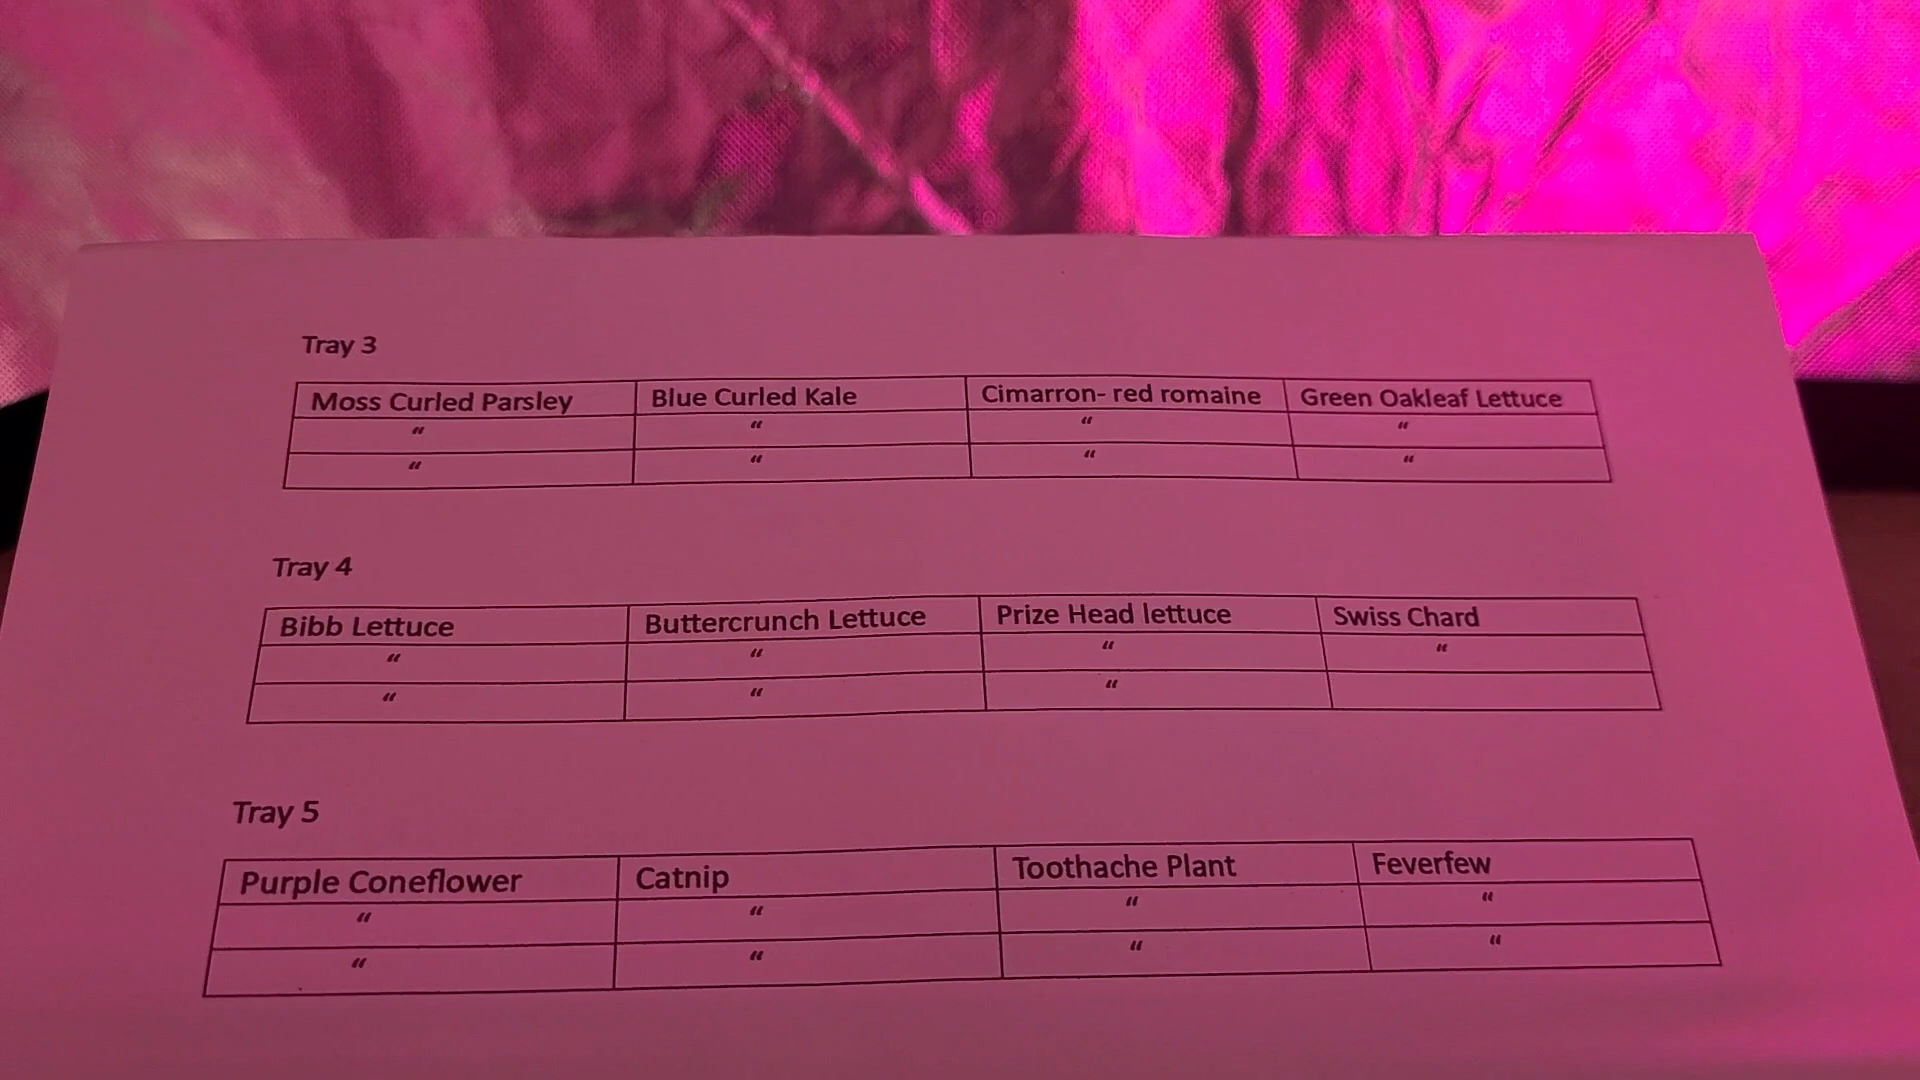 Tray 3
Moss Curled Parsley Blue Curled Kale Cimarron- red romaine Green Oakleaf Lettuce
“ “ “ “
“ “ “ “
Tray 4
Bibb Lettuce Buttercrunch Lettuce Prize Head lettuce Swiss Chard
“ “ “ “
“ “ “
Tray 5
Purple Coneflower Catnip Toothache Plant Feverfew
“ “ “ “
“ “ “ “